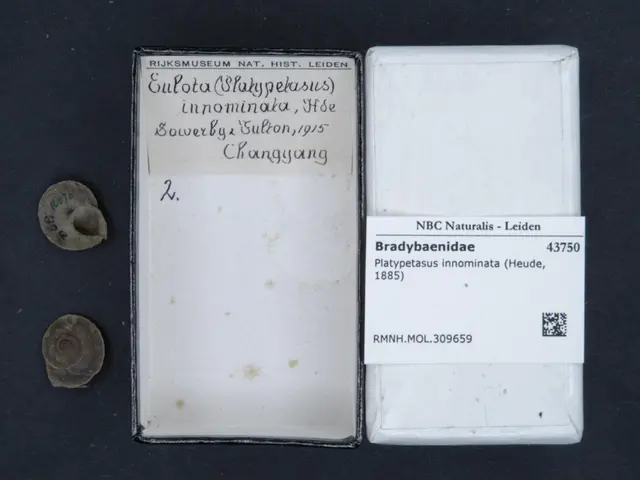 RIJKSMUSEUM NAT. HIST. LEIDEN
Eulota (Platypetasus)
innominata, Hde
Sowerby & Fulton, 1915
Changyang
2.
NBC Naturalis - Leiden
Bradybaenidae 43750
Platypetasus innominata (Heude,
1885)
RMNH.MOL.309659